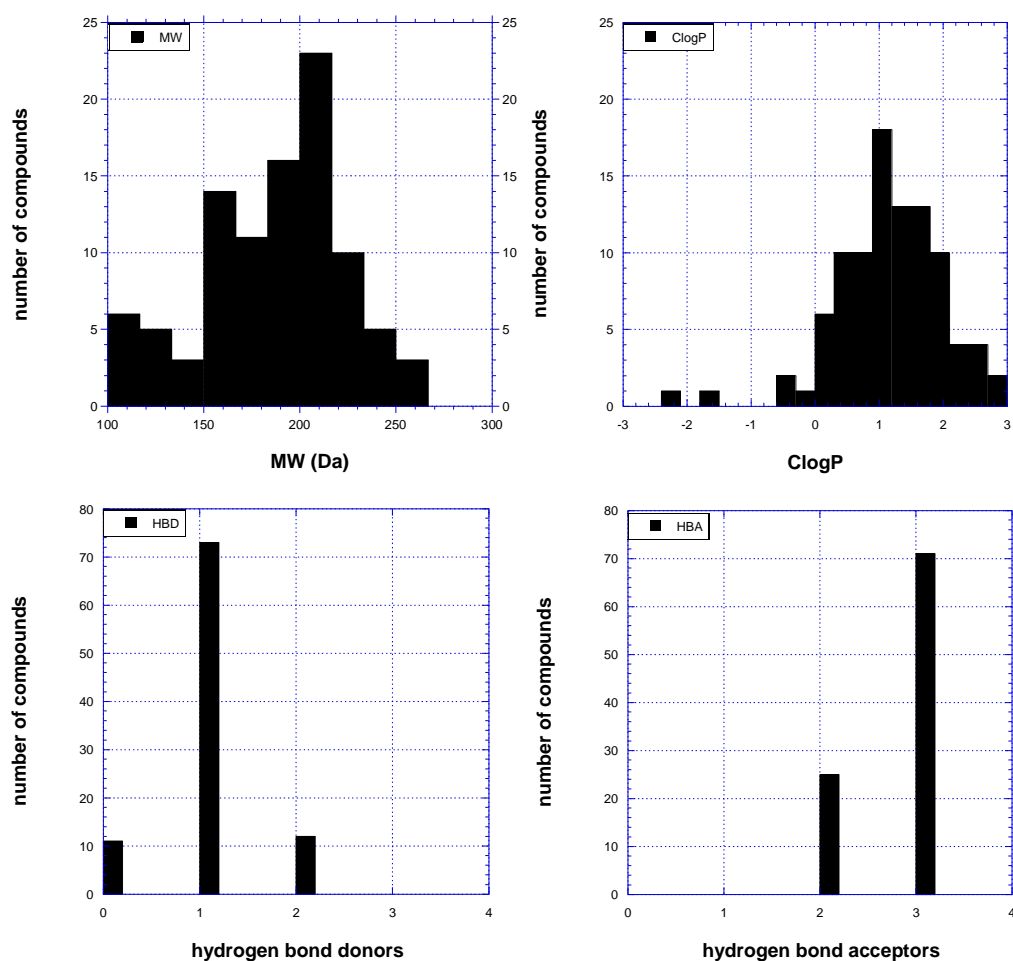 MW
number of compounds
25
20
15
10
5
0
25
20
15
10
5
0
100 150 200 250 300
MW (Da)
ClogP
number of compounds
25
20
15
10
5
0
-3 -2 -1 0 1 2 3
ClogP
HBD
number of compounds
80
70
60
50
40
30
20
10
0
0 1 2 3 4
hydrogen bond donors
HBA
number of compounds
80
70
60
50
40
30
20
10
0
0 1 2 3 4
hydrogen bond acceptors